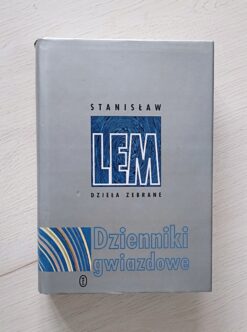 STANISŁAW
LEM
DZIEŁA ZEBRANE
Dzienniki
gwiazdowe